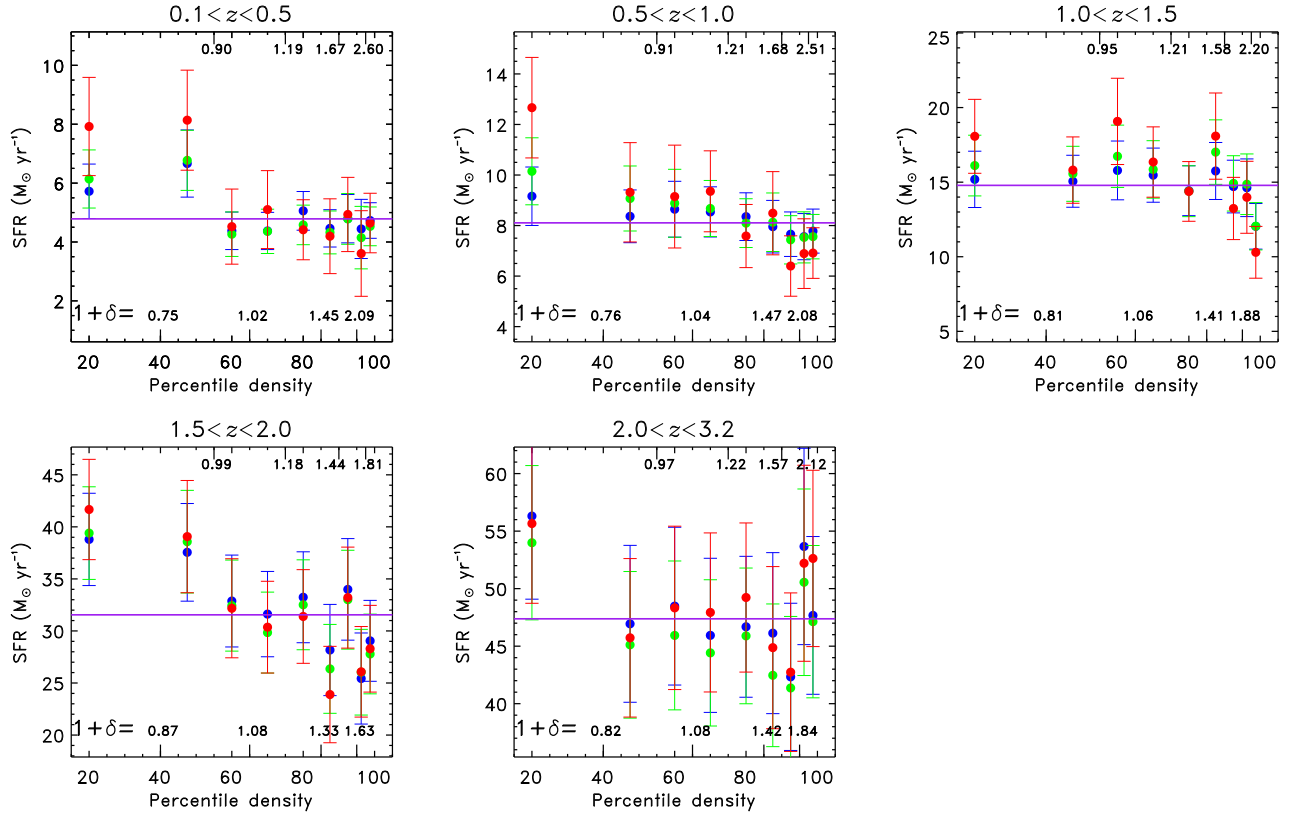 0.1<z<0.5
0.90 1.19 1.67 2.60
10
8
6
4
2
SFR (M⊙ yr⁻¹)
1+δ= 0.75 1.02 1.45 2.09
20 40 60 80 100
Percentile density
0.5<z<1.0
0.91 1.21 1.68 2.51
14
12
10
8
6
4
SFR (M⊙ yr⁻¹)
1+δ= 0.76 1.04 1.47 2.08
20 40 60 80 100
Percentile density
1.0<z<1.5
0.95 1.21 1.58 2.20
25
20
15
10
5
SFR (M⊙ yr⁻¹)
1+δ= 0.81 1.06 1.41 1.88
20 40 60 80 100
Percentile density
1.5<z<2.0
0.99 1.18 1.44 1.81
45
40
35
30
25
20
SFR (M⊙ yr⁻¹)
1+δ= 0.87 1.08 1.33 1.63
20 40 60 80 100
Percentile density
2.0<z<3.2
0.97 1.22 1.57 2.12
60
55
50
45
40
SFR (M⊙ yr⁻¹)
1+δ= 0.82 1.08 1.42 1.84
20 40 60 80 100
Percentile density